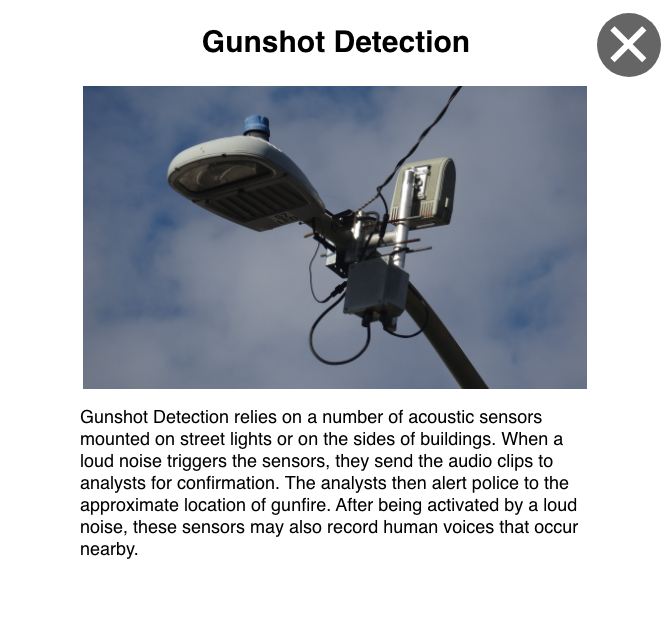 Gunshot Detection
Gunshot Detection relies on a number of acoustic sensors
mounted on street lights or on the sides of buildings. When a
loud noise triggers the sensors, they send the audio clips to
analysts for confirmation. The analysts then alert police to the
approximate location of gunfire. After being activated by a loud
noise, these sensors may also record human voices that occur
nearby.